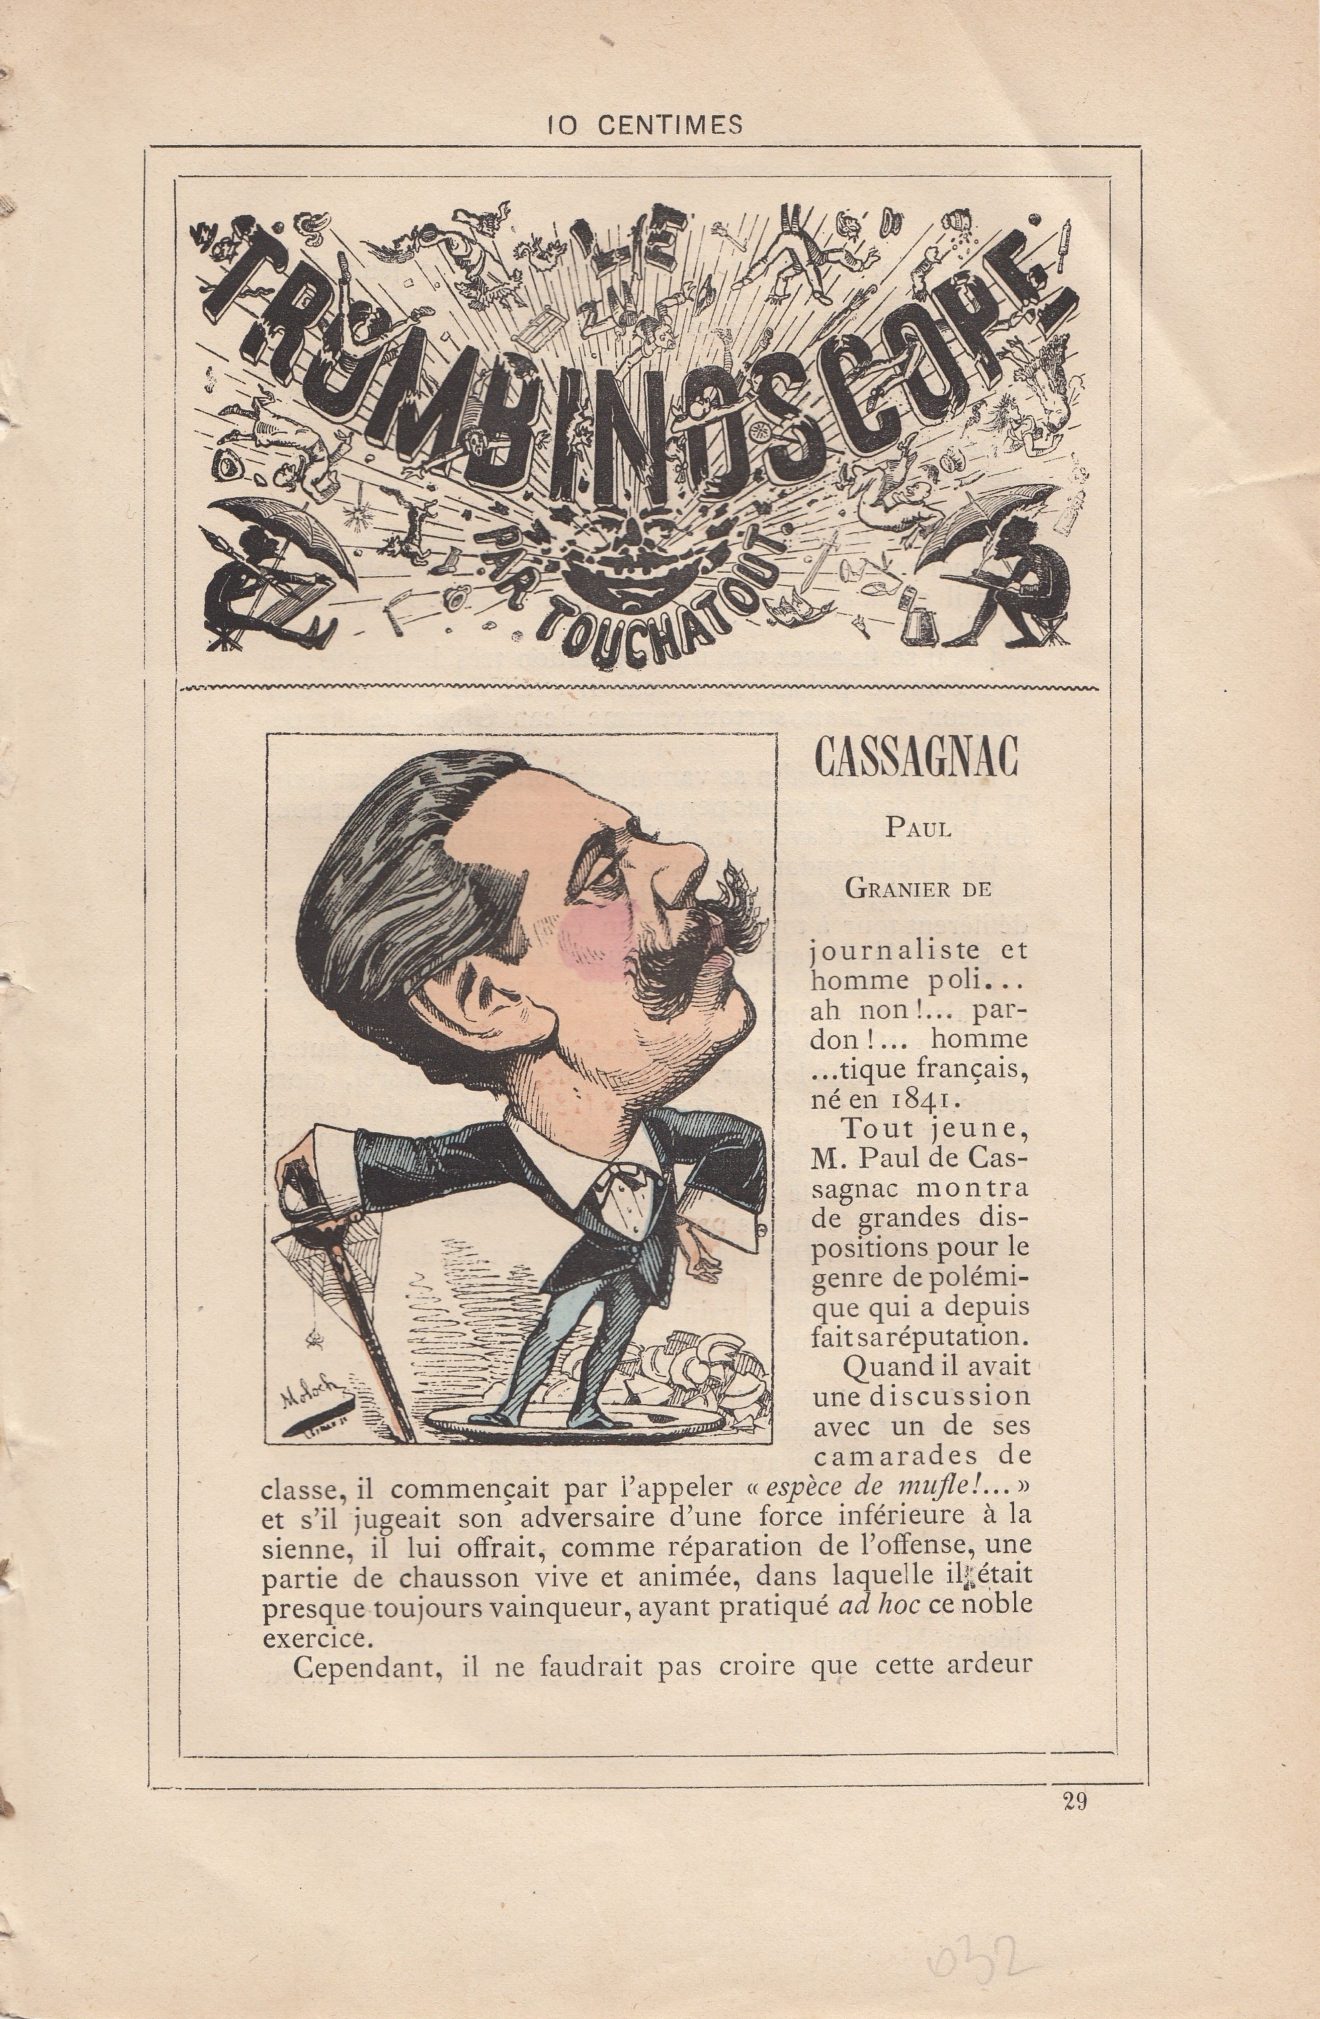 10 CENTIMES
LE
TROMBINOSCOPE
PAR TOUCHATOUT
CASSAGNAC
PAUL
GRANIER DE
journaliste et
homme poli...
ah non!... par-
don!... homme
...tique français,
né en 1841.
Tout jeune,
M. Paul de Cas-
sagnac montra
de grandes dis-
positions pour le
genre de polémi-
que qui a depuis
fait sa réputation.
Quand il avait
une discussion
avec un de ses
camarades de
classe, il commençait par l'appeler « espèce de mufle!... »
et s'il jugeait son adversaire d'une force inférieure à la
sienne, il lui offrait, comme réparation de l'offense, une
partie de chausson vive et animée, dans laquelle il était
presque toujours vainqueur, ayant pratiqué ad hoc ce noble
exercice.
Cependant, il ne faudrait pas croire que cette ardeur
Moloch
29
032